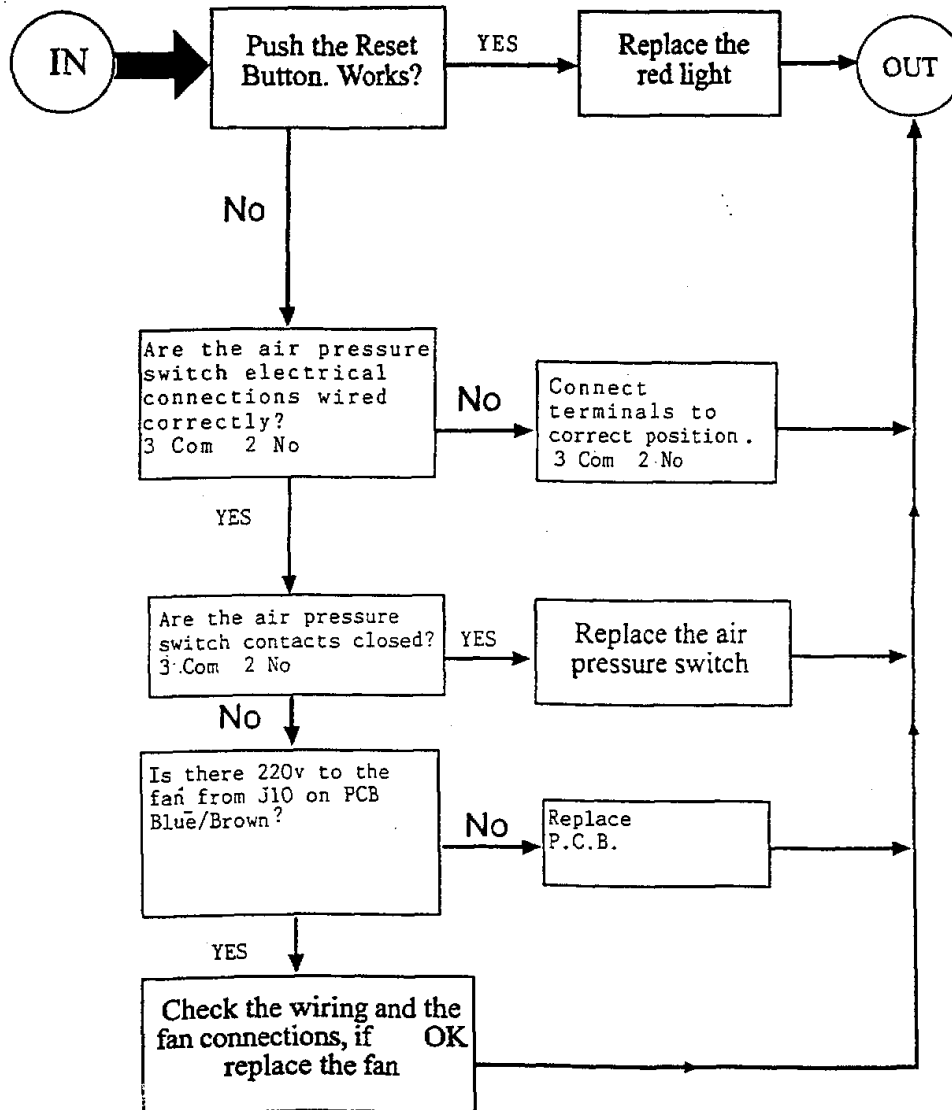 IN
Push the Reset
Button. Works?
YES
Replace the
red light
OUT
No
Are the air pressure
switch electrical
connections wired
correctly?
3 Com 2 No
No
Connect
terminals to
correct position.
3 Com 2 No
YES
Are the air pressure
switch contacts closed?
3 Com 2 No
YES
Replace the air
pressure switch
No
Is there 220v to the
fan from J10 on PCB
Blue/Brown?
No
Replace
P.C.B.
YES
Check the wiring and the
fan connections, if OK
replace the fan